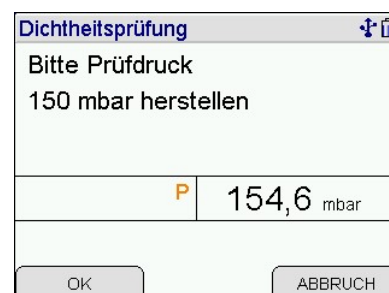 Dichtheitsprüfung
Bitte Prüfdruck
150 mbar herstellen
P 154,6 mbar
OK ABBRUCH